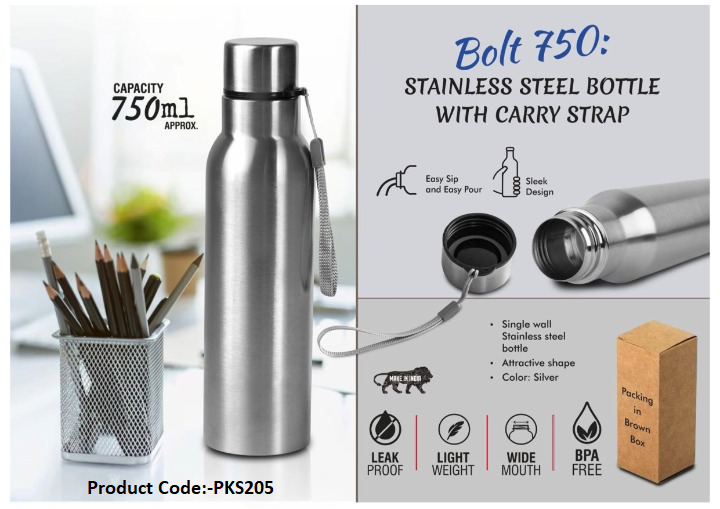 CAPACITY
750ml
APPROX.
Product Code:-PKS205
Bolt 750:
STAINLESS STEEL BOTTLE
WITH CARRY STRAP
Easy Sip
and Easy Pour
Sleek
Design
• Single wall
Stainless steel
bottle
• Attractive shape
• Color: Silver
MAKE IN INDIA
LEAK
PROOF
LIGHT
WEIGHT
WIDE
MOUTH
BPA
FREE
Packing
in
Brown
Box